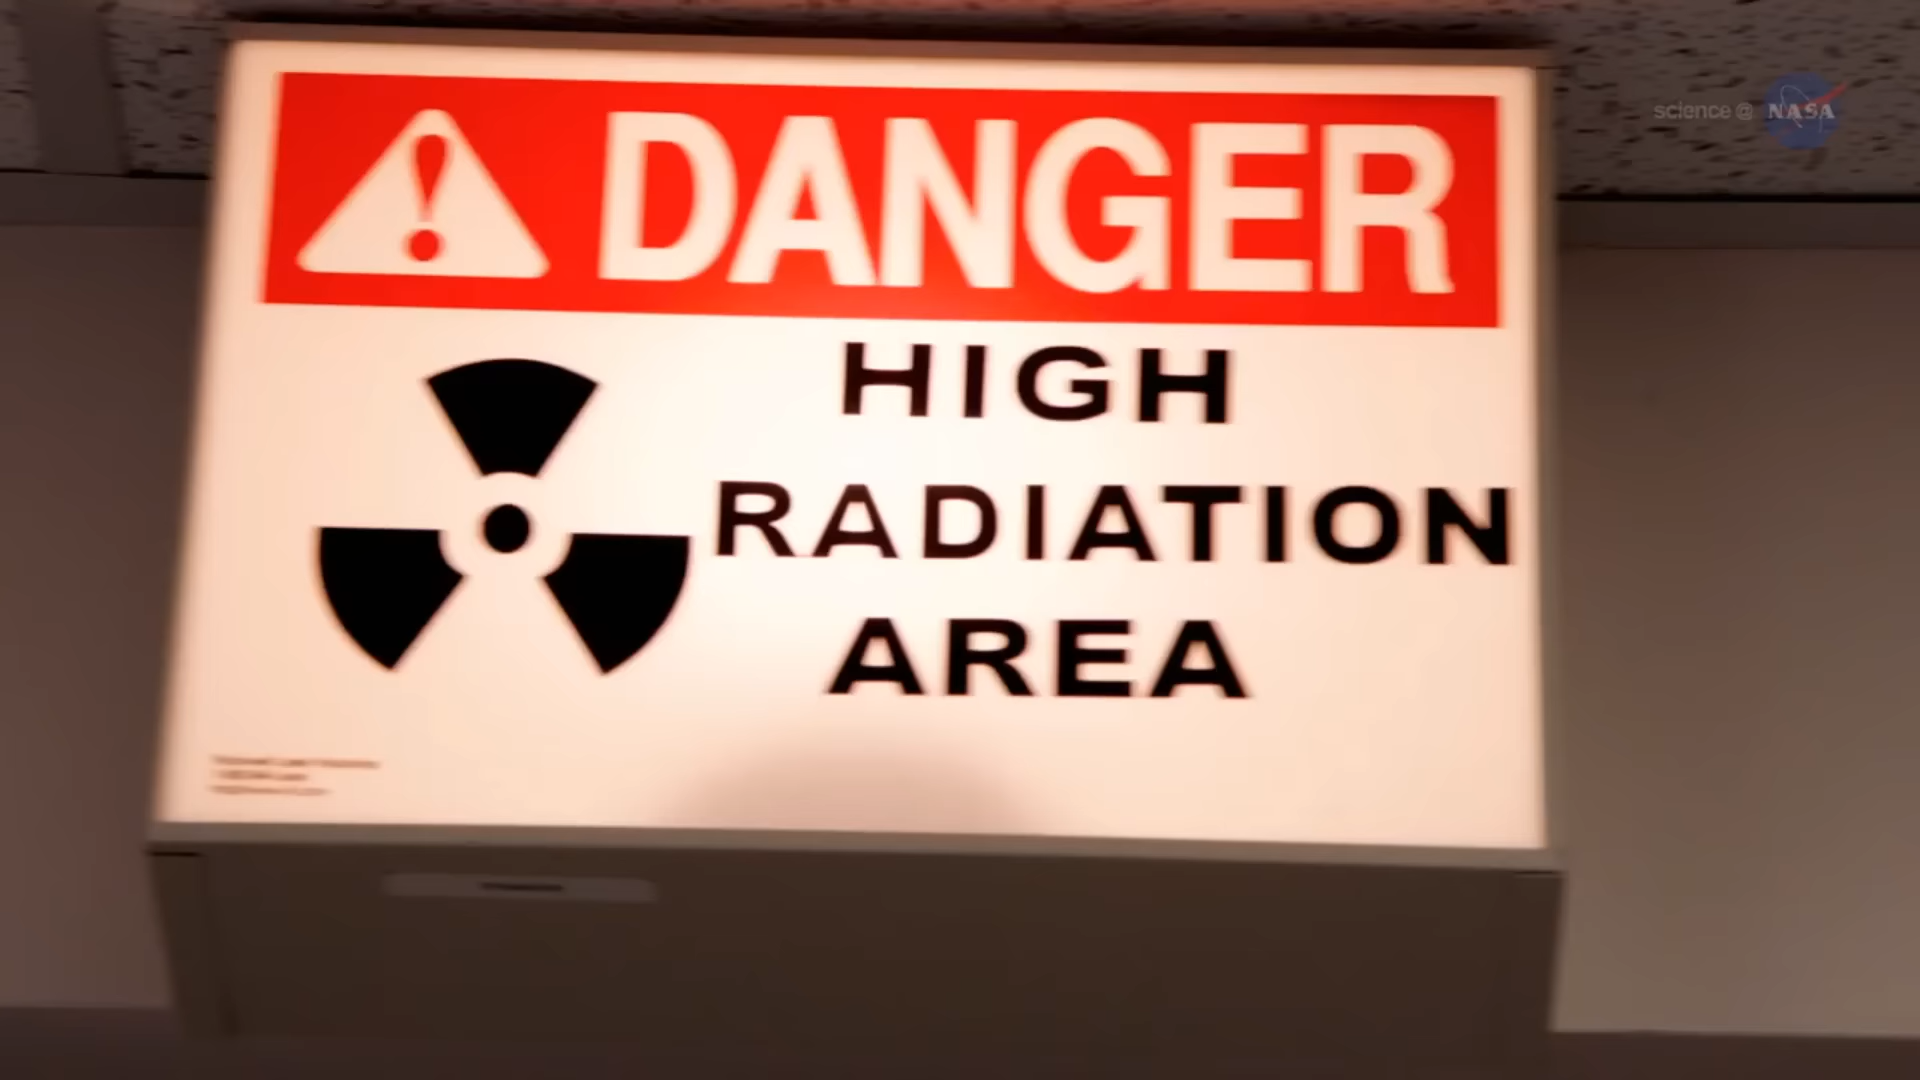 science @ NASA
DANGER
HIGH
RADIATION
AREA